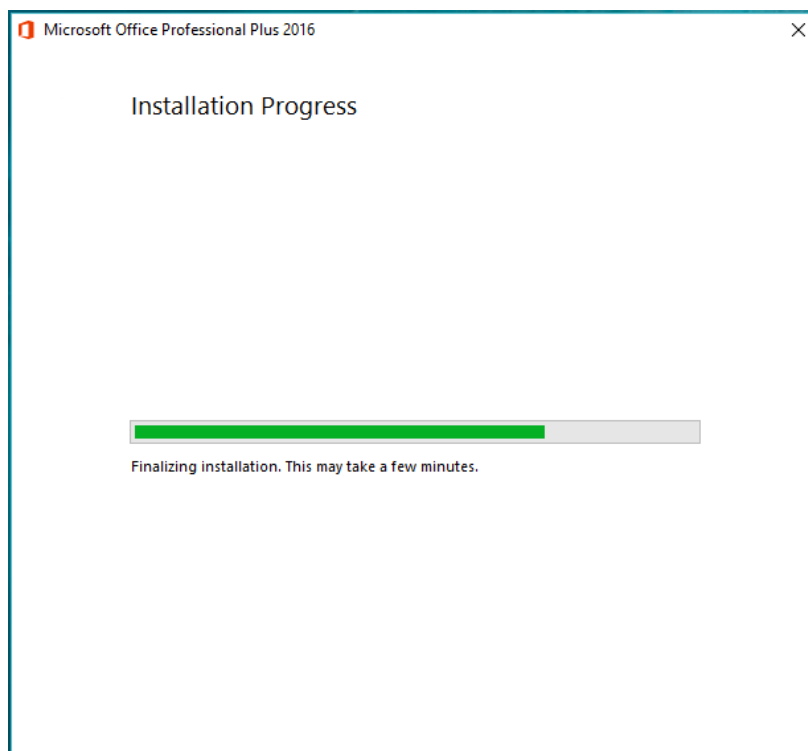 Microsoft Office Professional Plus 2016
Installation Progress
Finalizing installation. This may take a few minutes.